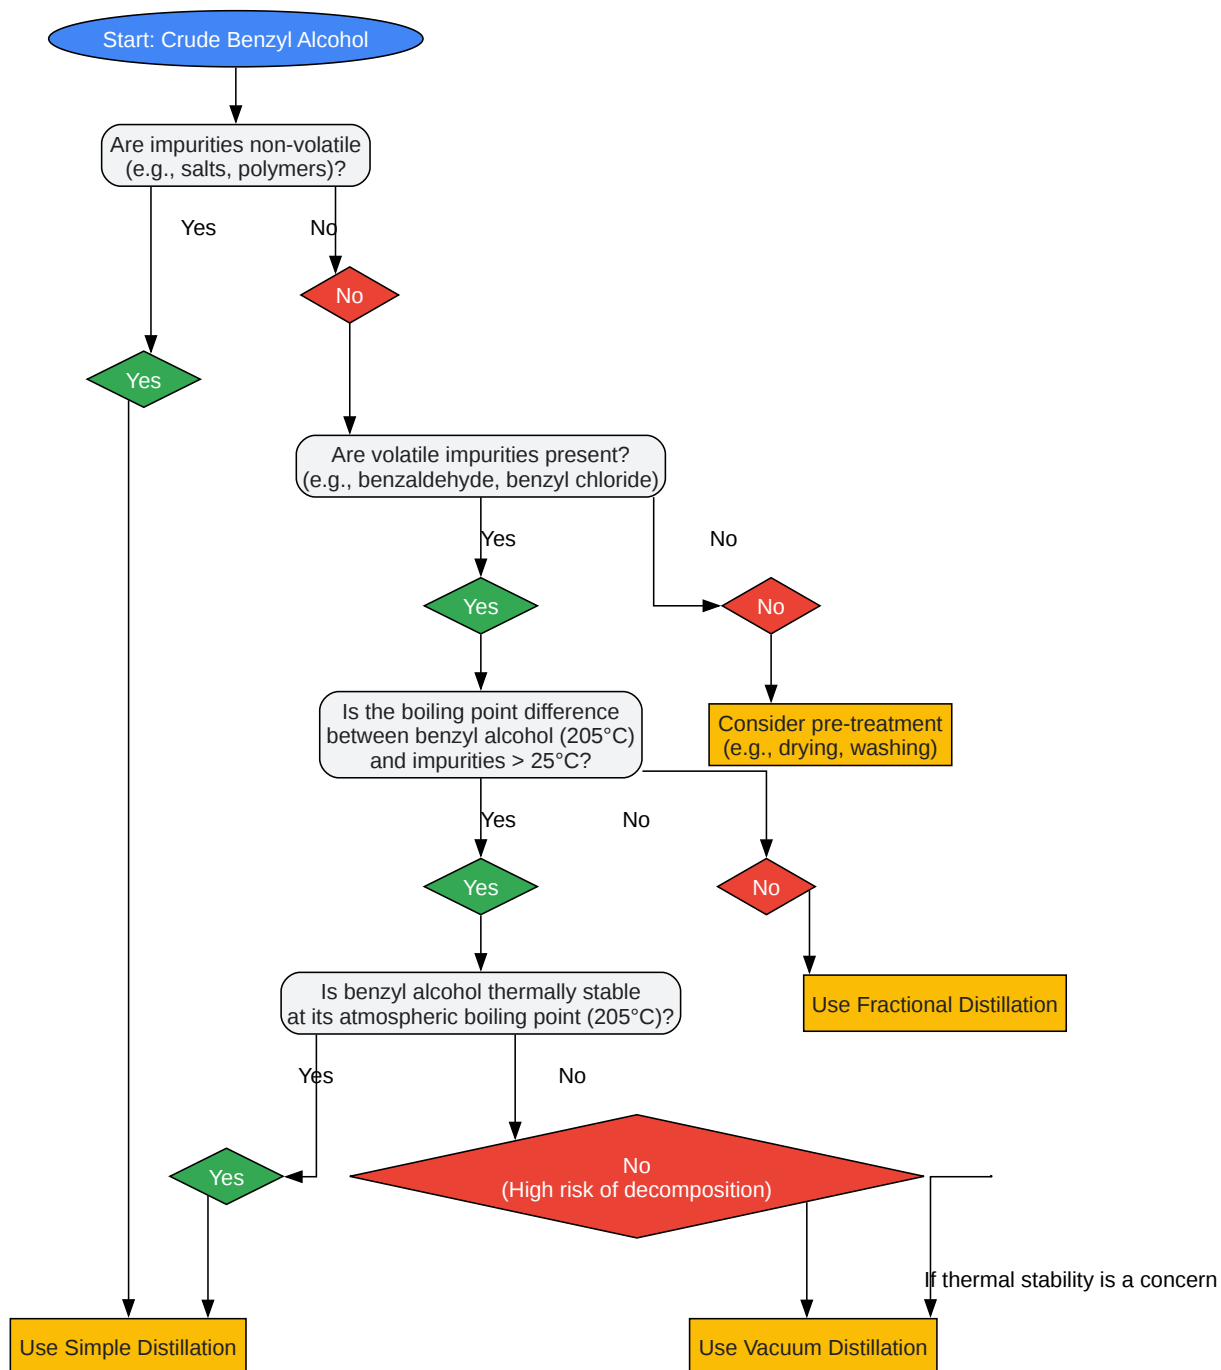 Start: Crude Benzyl Alcohol
Are impurities non-volatile
(e.g., salts, polymers)?
Yes
No
No
Yes
Are volatile impurities present?
(e.g., benzaldehyde, benzyl chloride)
Yes
No
Yes
No
Is the boiling point difference
between benzyl alcohol (205°C)
and impurities > 25°C?
Consider pre-treatment
(e.g., drying, washing)
Yes
No
Yes
No
Is benzyl alcohol thermally stable
at its atmospheric boiling point (205°C)?
Use Fractional Distillation
Yes
No
Yes
No
(High risk of decomposition)
If thermal stability is a concern
Use Simple Distillation
Use Vacuum Distillation